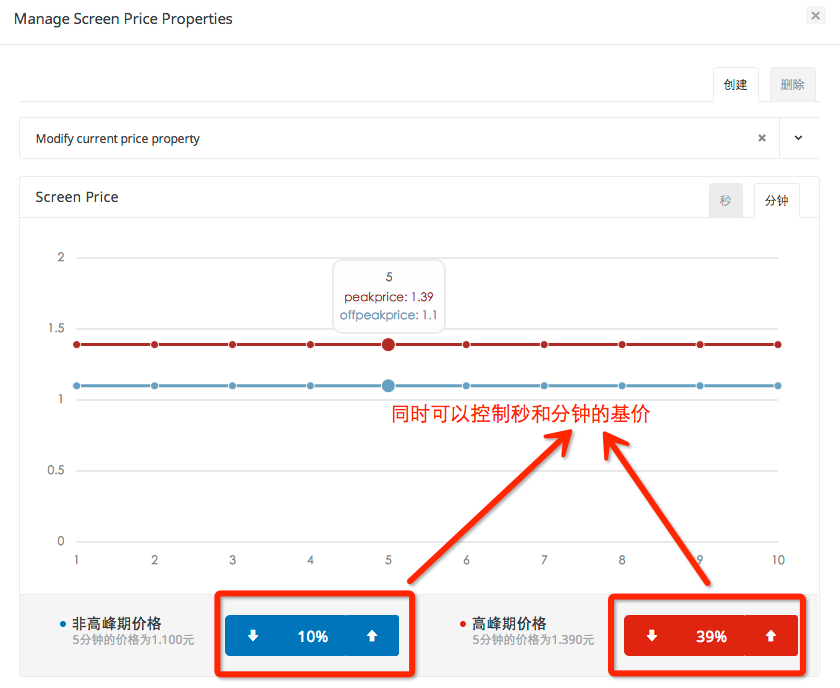 Manage Screen Price Properties
创建
删除
Modify current price property
Screen Price
秒
分钟
2
1.5
1
0.5
0
5
peakprice: 1.39
offpeakprice: 1.1
同时可以控制秒和分钟的基价
1 2 3 4 5 6 7 8 9 10
非高峰期价格
5分钟的价格为1.100元
10%
高峰期价格
5分钟的价格为1.390元
39%